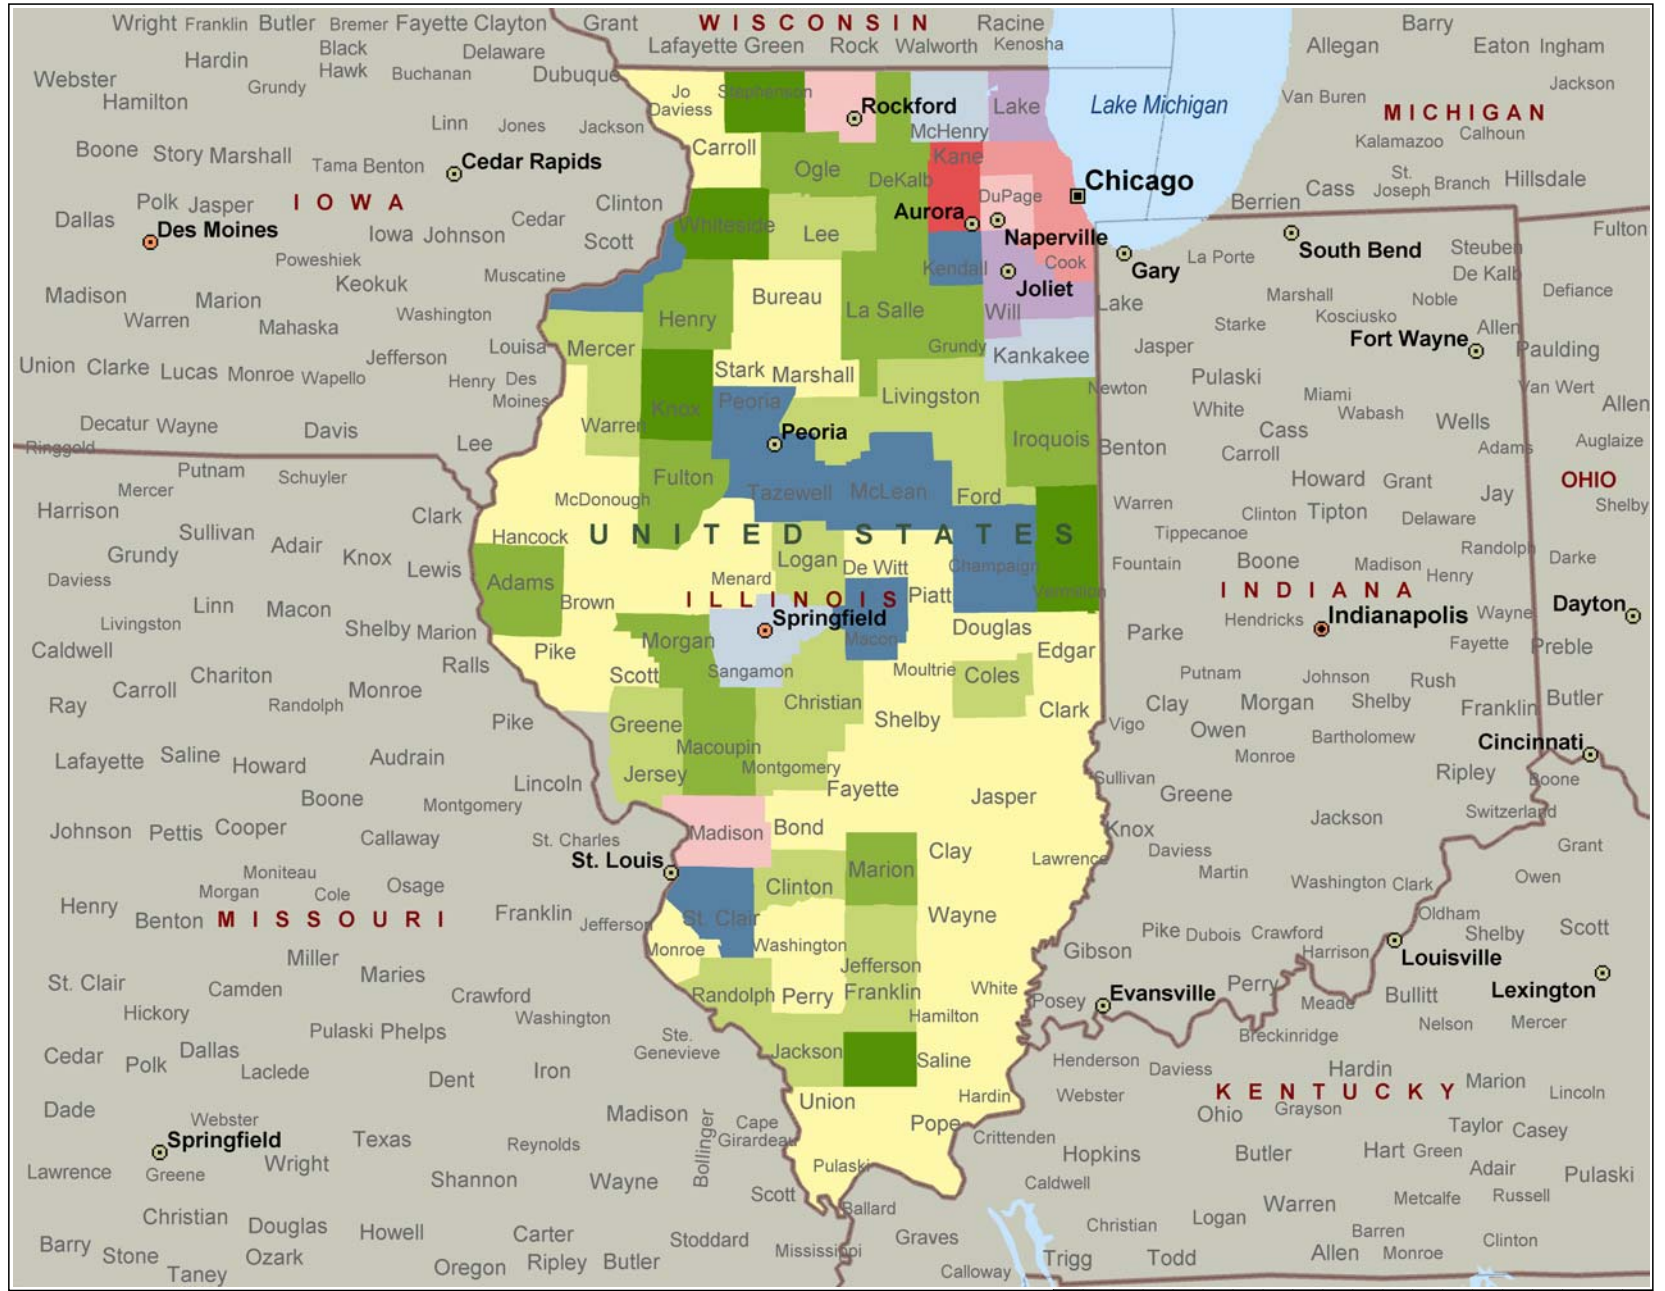 Wright Franklin Butler Bremer Fayette Clayton Grant WISCONSIN Racine Barry
Lafayette Green Rock Walworth Kenosha Allegan Eaton Ingham
Black Hawk Delaware
Hardin Buchanan Dubuque
Webster Grundy Jackson
Hamilton Jo Daviess Stephenson Rockford Lake Lake Michigan Van Buren MICHIGAN
Linn Jones Jackson McHenry Kalamazoo Calhoun
Boone Story Marshall Tama Benton Cedar Rapids Carroll Ogle DeKalb Kane
Chicago Cass St. Joseph Branch Hillsdale
Polk Jasper IOWA Clinton DuPage Berrien
Dallas Des Moines Cedar Aurora Fulton
Iowa Johnson Scott Whiteside Lee Naperville South Bend Steuben
Poweshiek Muscatine Kendall Cook Gary La Porte De Kalb
Keokuk Joliet
Madison Marion Bureau Marshall Noble Defiance
Warren Mahaska Washington Henry La Salle Will Lake Starke Kosciusko Allen
Union Clarke Lucas Monroe Wapello Jefferson Louisa Mercer Grundy Kankakee Jasper Fort Wayne Paulding
Henry Des Moines Stark Marshall Newton Pulaski Van Wert
Peoria Livingston White Miami Wabash Allen
Decatur Wayne Davis Lee Warren Knox Peoria Iroquois Benton Cass Wells Adams Auglaize
Ringgold Carroll
Putnam Schuyler Fulton Howard Grant OHIO
Mercer McDonough Tazewell McLean Ford Warren Jay
Harrison Clark Clinton Tipton Delaware Shelby
Sullivan Hancock UNITED STATES Tippecanoe
Grundy Adair Knox Logan De Witt Champaign Fountain Boone Madison Randolph Darke
Daviess Lewis Adams Menard Henry
Linn Macon Brown ILLINOIS Piatt Vermilion INDIANA
Livingston Springfield Hendricks Indianapolis Wayne Dayton
Caldwell Shelby Marion Pike Morgan Macon Douglas Parke Fayette Preble
Ralls Scott Sangamon Moultrie Edgar
Carroll Chariton Monroe Coles Putnam Johnson Rush
Ray Randolph Christian Clark Clay Morgan Shelby Franklin Butler
Pike Greene Shelby Vigo Owen Bartholomew
Lafayette Saline Howard Audrain Macoupin Monroe Cincinnati
Lincoln Jersey Montgomery Sullivan Ripley Boone
Boone Montgomery Fayette Jasper Greene Switzerland
Johnson Pettis Cooper Callaway St. Charles Madison Bond Knox Jackson
Moniteau St. Louis Clay Lawrence Daviess Grant
Morgan Cole Osage Marion Martin Washington Clark Owen
Henry Benton MISSOURI Franklin Jefferson Clinton St. Clair Wayne Oldham
Miller Monroe Washington Gibson Pike Dubois Crawford Harrison Shelby Scott
St. Clair Maries Jefferson Louisville
Camden Crawford Randolph Perry Franklin White Posey Evansville Perry Meade Bullitt Lexington
Hickory Washington Hamilton Nelson Mercer
Pulaski Phelps Ste. Genevieve Breckinridge
Cedar Polk Dallas Laclede Jackson Saline Henderson Daviess Hardin
Dent Iron KENTUCKY Marion
Dade Webster Madison Union Hardin Webster Ohio Grayson Lincoln
Springfield Texas Reynolds Bollinger Cape Girardeau Pope Crittenden Taylor Casey
Lawrence Greene Wright Hopkins Butler Hart Green
Shannon Wayne Pulaski Caldwell Adair Pulaski
Christian Scott Ballard Warren Metcalfe Russell
Douglas Howell Carter Stoddard Graves Christian Logan Barren Clinton
Barry Stone Ozark Ripley Butler Mississippi Trigg Todd Allen Monroe
Taney Oregon Calloway